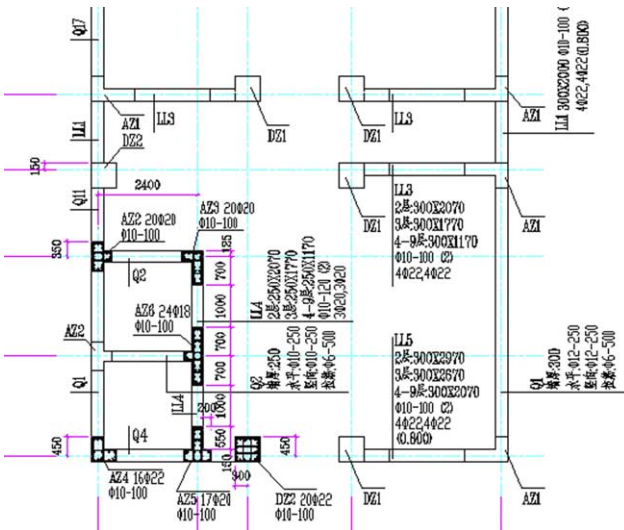 Q17
LL1
AZ1
DZ2
LL3
DZ1
LL3
DZ1
AZ1
LL1 300X2000 Φ10-100 (
4Φ22,4Φ22(0.800)
150
Q11
2400
AZ2 20Φ20
Φ10-100
AZ3 20Φ20
Φ10-100
DZ1
LL3
2层:300X2070
3层:300X1770
4-9层:300X1170
Φ10-100 (2)
4Φ22,4Φ22
AZ1
350
Q2
700
1000
AZ6 24Φ18
Φ10-100
LL4
2层:250X2070
3层:250X1770
4-9层:250X1170
Φ10-120 (2)
3Φ20,3Φ20
AZ2
700
700
Q1
Q2
墙厚:250
水平:Φ10-250
竖向:Φ10-250
拉筋:Φ6-500
LL5
2层:300X2970
3层:300X2670
4-9层:300X2070
Φ10-100 (2)
4Φ22,4Φ22
(0.800)
Q1
墙厚:300
水平:Φ12-250
竖向:Φ12-250
拉筋:Φ6-500
LL4
200
1000
Q4
550
450
150
450
300
AZ4 16Φ22
Φ10-100
AZ5 17Φ20
Φ10-100
DZ2 20Φ22
Φ10-100
DZ1
AZ1